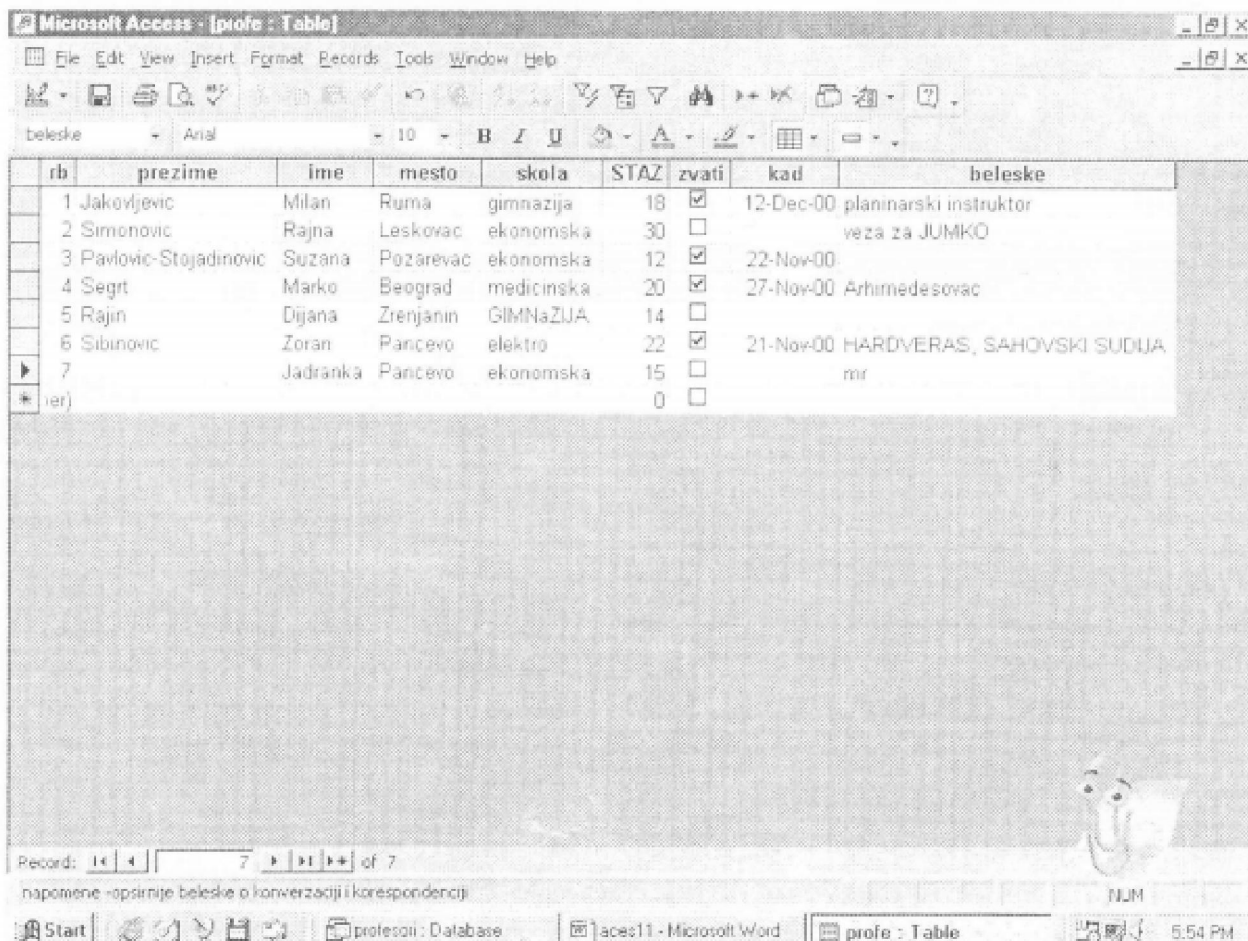 Microsoft Access - [profe : Table]
File Edit View Insert Format Records Tools Window Help
beleske Arial 10 B I U A
rb prezime ime mesto skola STAZ zvati kad beleske
1 Jakovljevic Milan Ruma gimnazija 18 12-Dec-00 planinarski instruktor
2 Simonovic Rajna Leskovac ekonomska 30 veza za JUMKO
3 Pavlovic-Stojadinovic Suzana Pozarevac ekonomska 12 22-Nov-00
4 Segrt Marko Beograd medicinska 20 27-Nov-00 Arhimedesovac
5 Rajin Dijana Zrenjanin GIMNaZIJA 14
6 Sibinovic Zoran Pancevo elektro 22 21-Nov-00 HARDVERAS, SAHOVSKI SUDIJA
7 Jadranka Pancevo ekonomska 15 mr
er) 0
Record: 7 of 7
napomene -opsirnije beleske o konverzaciji i korespondenciji NUM
Start profesori : Database aces11 - Microsoft Word profe : Table 5:54 PM